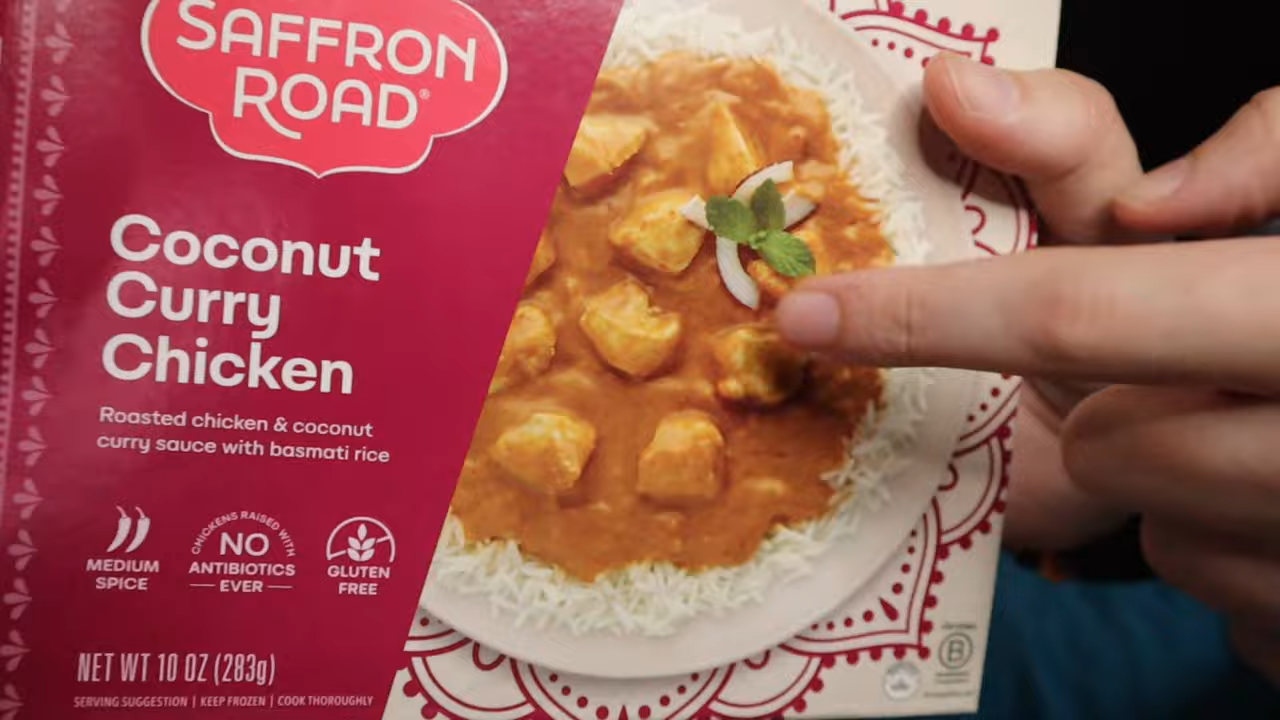 SAFFRON
ROAD®
Coconut
Curry
Chicken
Roasted chicken & coconut
curry sauce with basmati rice
MEDIUM
SPICE
CHICKENS RAISED WITH
NO
ANTIBIOTICS
EVER
GLUTEN
FREE
NET WT 10 OZ (283g)
SERVING SUGGESTION | KEEP FROZEN | COOK THOROUGHLY
B